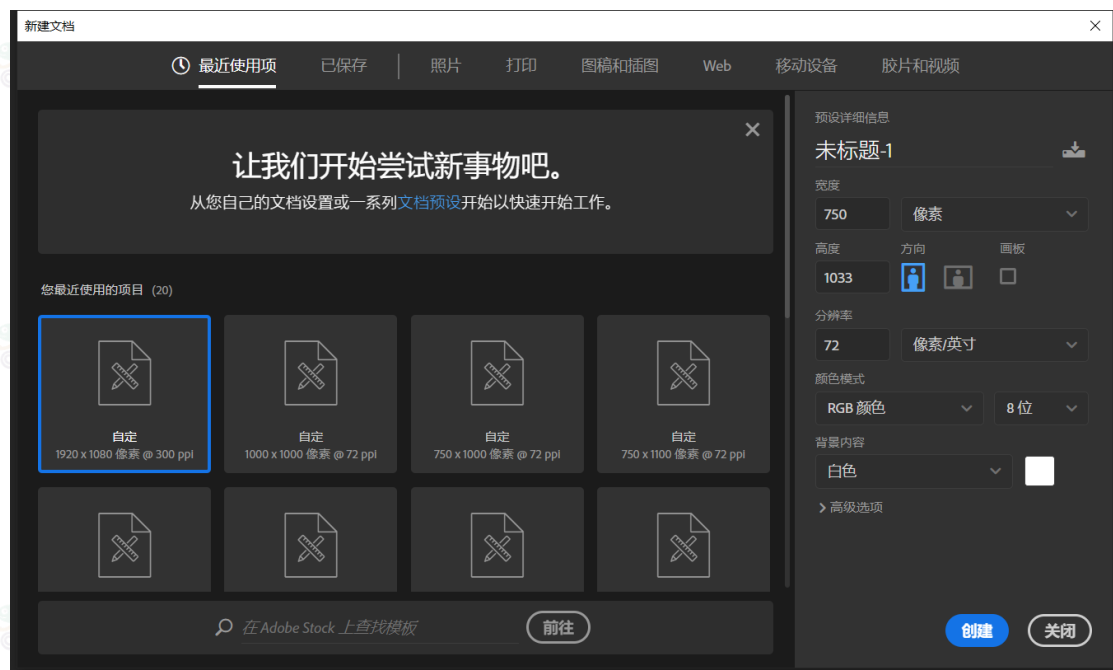 新建文档
最近使用项 已保存 照片 打印 图稿和插图 Web 移动设备 胶片和视频
让我们开始尝试新事物吧。
从您自己的文档设置或一系列文档预设开始以快速开始工作。
您最近使用的项目 (20)
自定
1920 x 1080 像素 @ 300 ppi
自定
1000 x 1000 像素 @ 72 ppi
自定
750 x 1000 像素 @ 72 ppi
自定
750 x 1100 像素 @ 72 ppi
在 Adobe Stock 上查找模板
前往
预设详细信息
未标题-1
宽度
750 像素
高度 方向 画板
1033
分辨率
72 像素/英寸
颜色模式
RGB 颜色 8 位
背景内容
白色
高级选项
创建 关闭